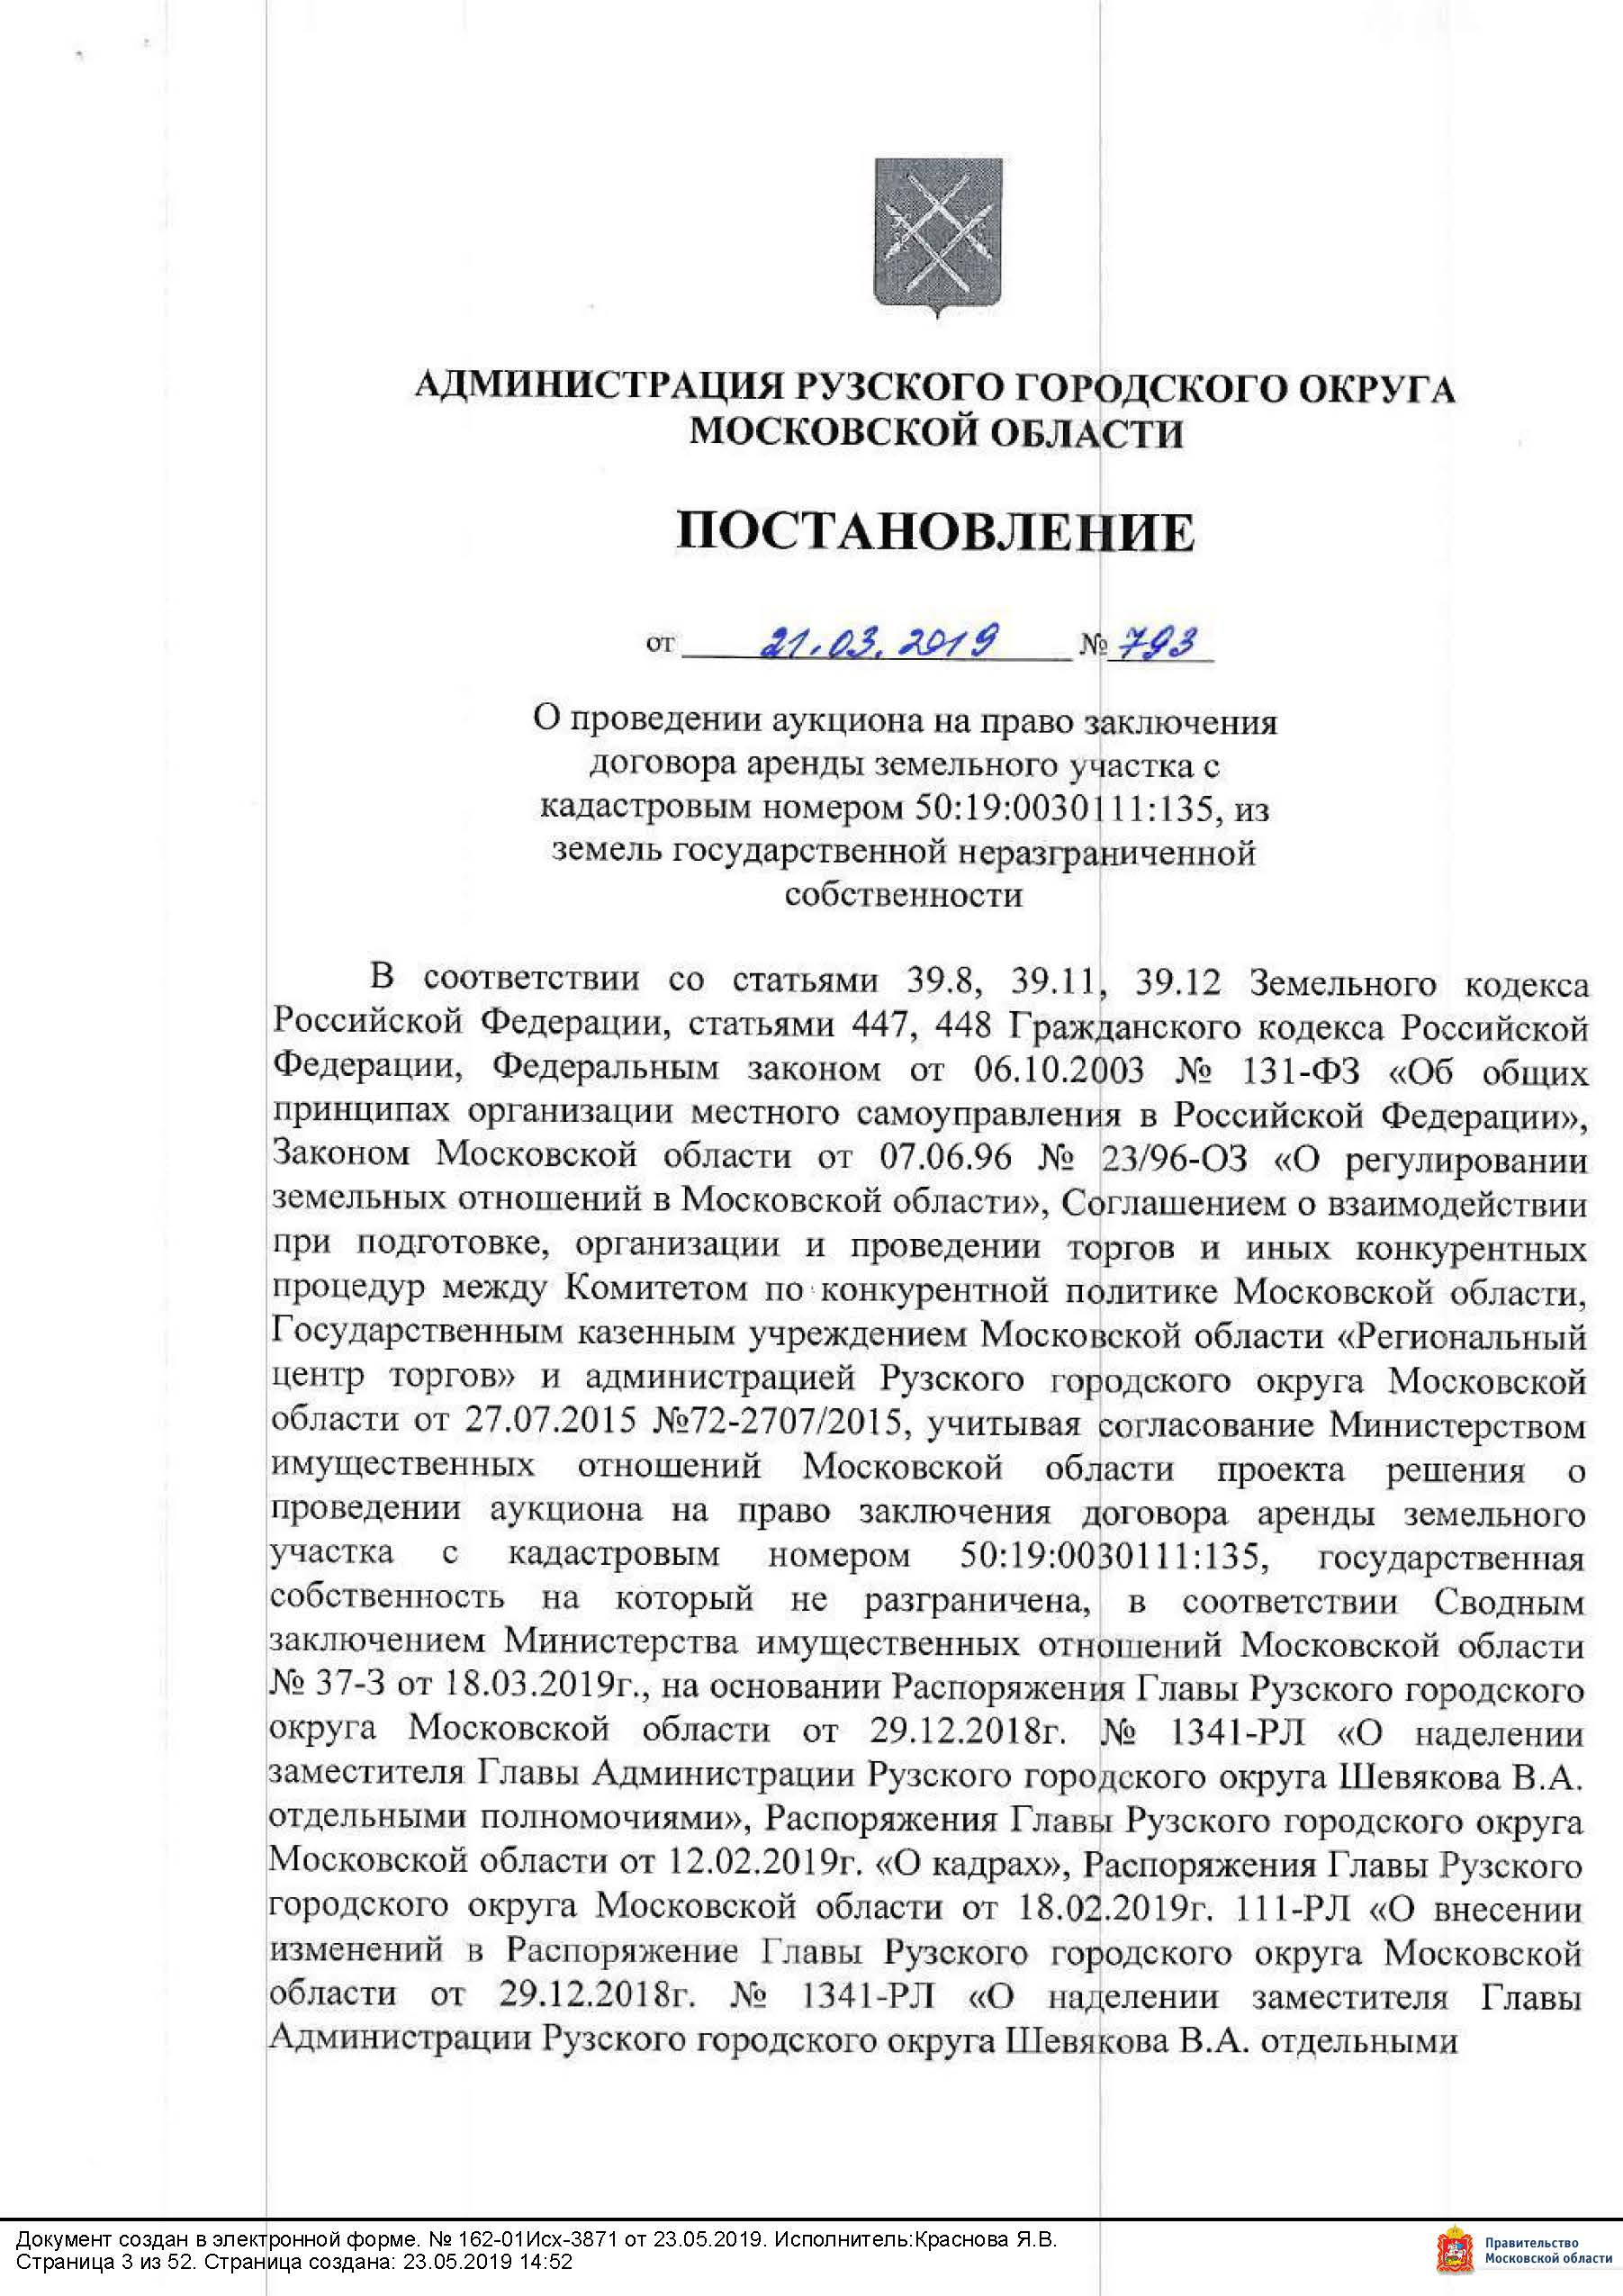 АДМИНИСТРАЦИЯ РУЗСКОГО ГОРОДСКОГО ОКРУГА
МОСКОВСКОЙ ОБЛАСТИ
ПОСТАНОВЛЕНИЕ
от 21.03.2019 № 793
О проведении аукциона на право заключения
договора аренды земельного участка с
кадастровым номером 50:19:0030111:135, из
земель государственной неразграниченной
собственности
В соответствии со статьями 39.8, 39.11, 39.12 Земельного кодекса
Российской Федерации, статьями 447, 448 Гражданского кодекса Российской
Федерации, Федеральным законом от 06.10.2003 № 131-ФЗ «Об общих
принципах организации местного самоуправления в Российской Федерации»,
Законом Московской области от 07.06.96 № 23/96-ОЗ «О регулировании
земельных отношений в Московской области», Соглашением о взаимодействии
при подготовке, организации и проведении торгов и иных конкурентных
процедур между Комитетом по конкурентной политике Московской области,
Государственным казенным учреждением Московской области «Региональный
центр торгов» и администрацией Рузского городского округа Московской
области от 27.07.2015 №72-2707/2015, учитывая согласование Министерством
имущественных отношений Московской области проекта решения о
проведении аукциона на право заключения договора аренды земельного
участка с кадастровым номером 50:19:0030111:135, государственная
собственность на который не разграничена, в соответствии Сводным
заключением Министерства имущественных отношений Московской области
№ 37-З от 18.03.2019г., на основании Распоряжения Главы Рузского городского
округа Московской области от 29.12.2018г. № 1341-РЛ «О наделении
заместителя Главы Администрации Рузского городского округа Шевякова В.А.
отдельными полномочиями», Распоряжения Главы Рузского городского округа
Московской области от 12.02.2019г. «О кадрах», Распоряжения Главы Рузского
городского округа Московской области от 18.02.2019г. 111-РЛ «О внесении
изменений в Распоряжение Главы Рузского городского округа Московской
области от 29.12.2018г. № 1341-РЛ «О наделении заместителя Главы
Администрации Рузского городского округа Шевякова В.А. отдельными
Документ создан в электронной форме. № 162-01Исх-3871 от 23.05.2019. Исполнитель:Краснова Я.В.
Страница 3 из 52. Страница создана: 23.05.2019 14:52
Правительство
Московской области